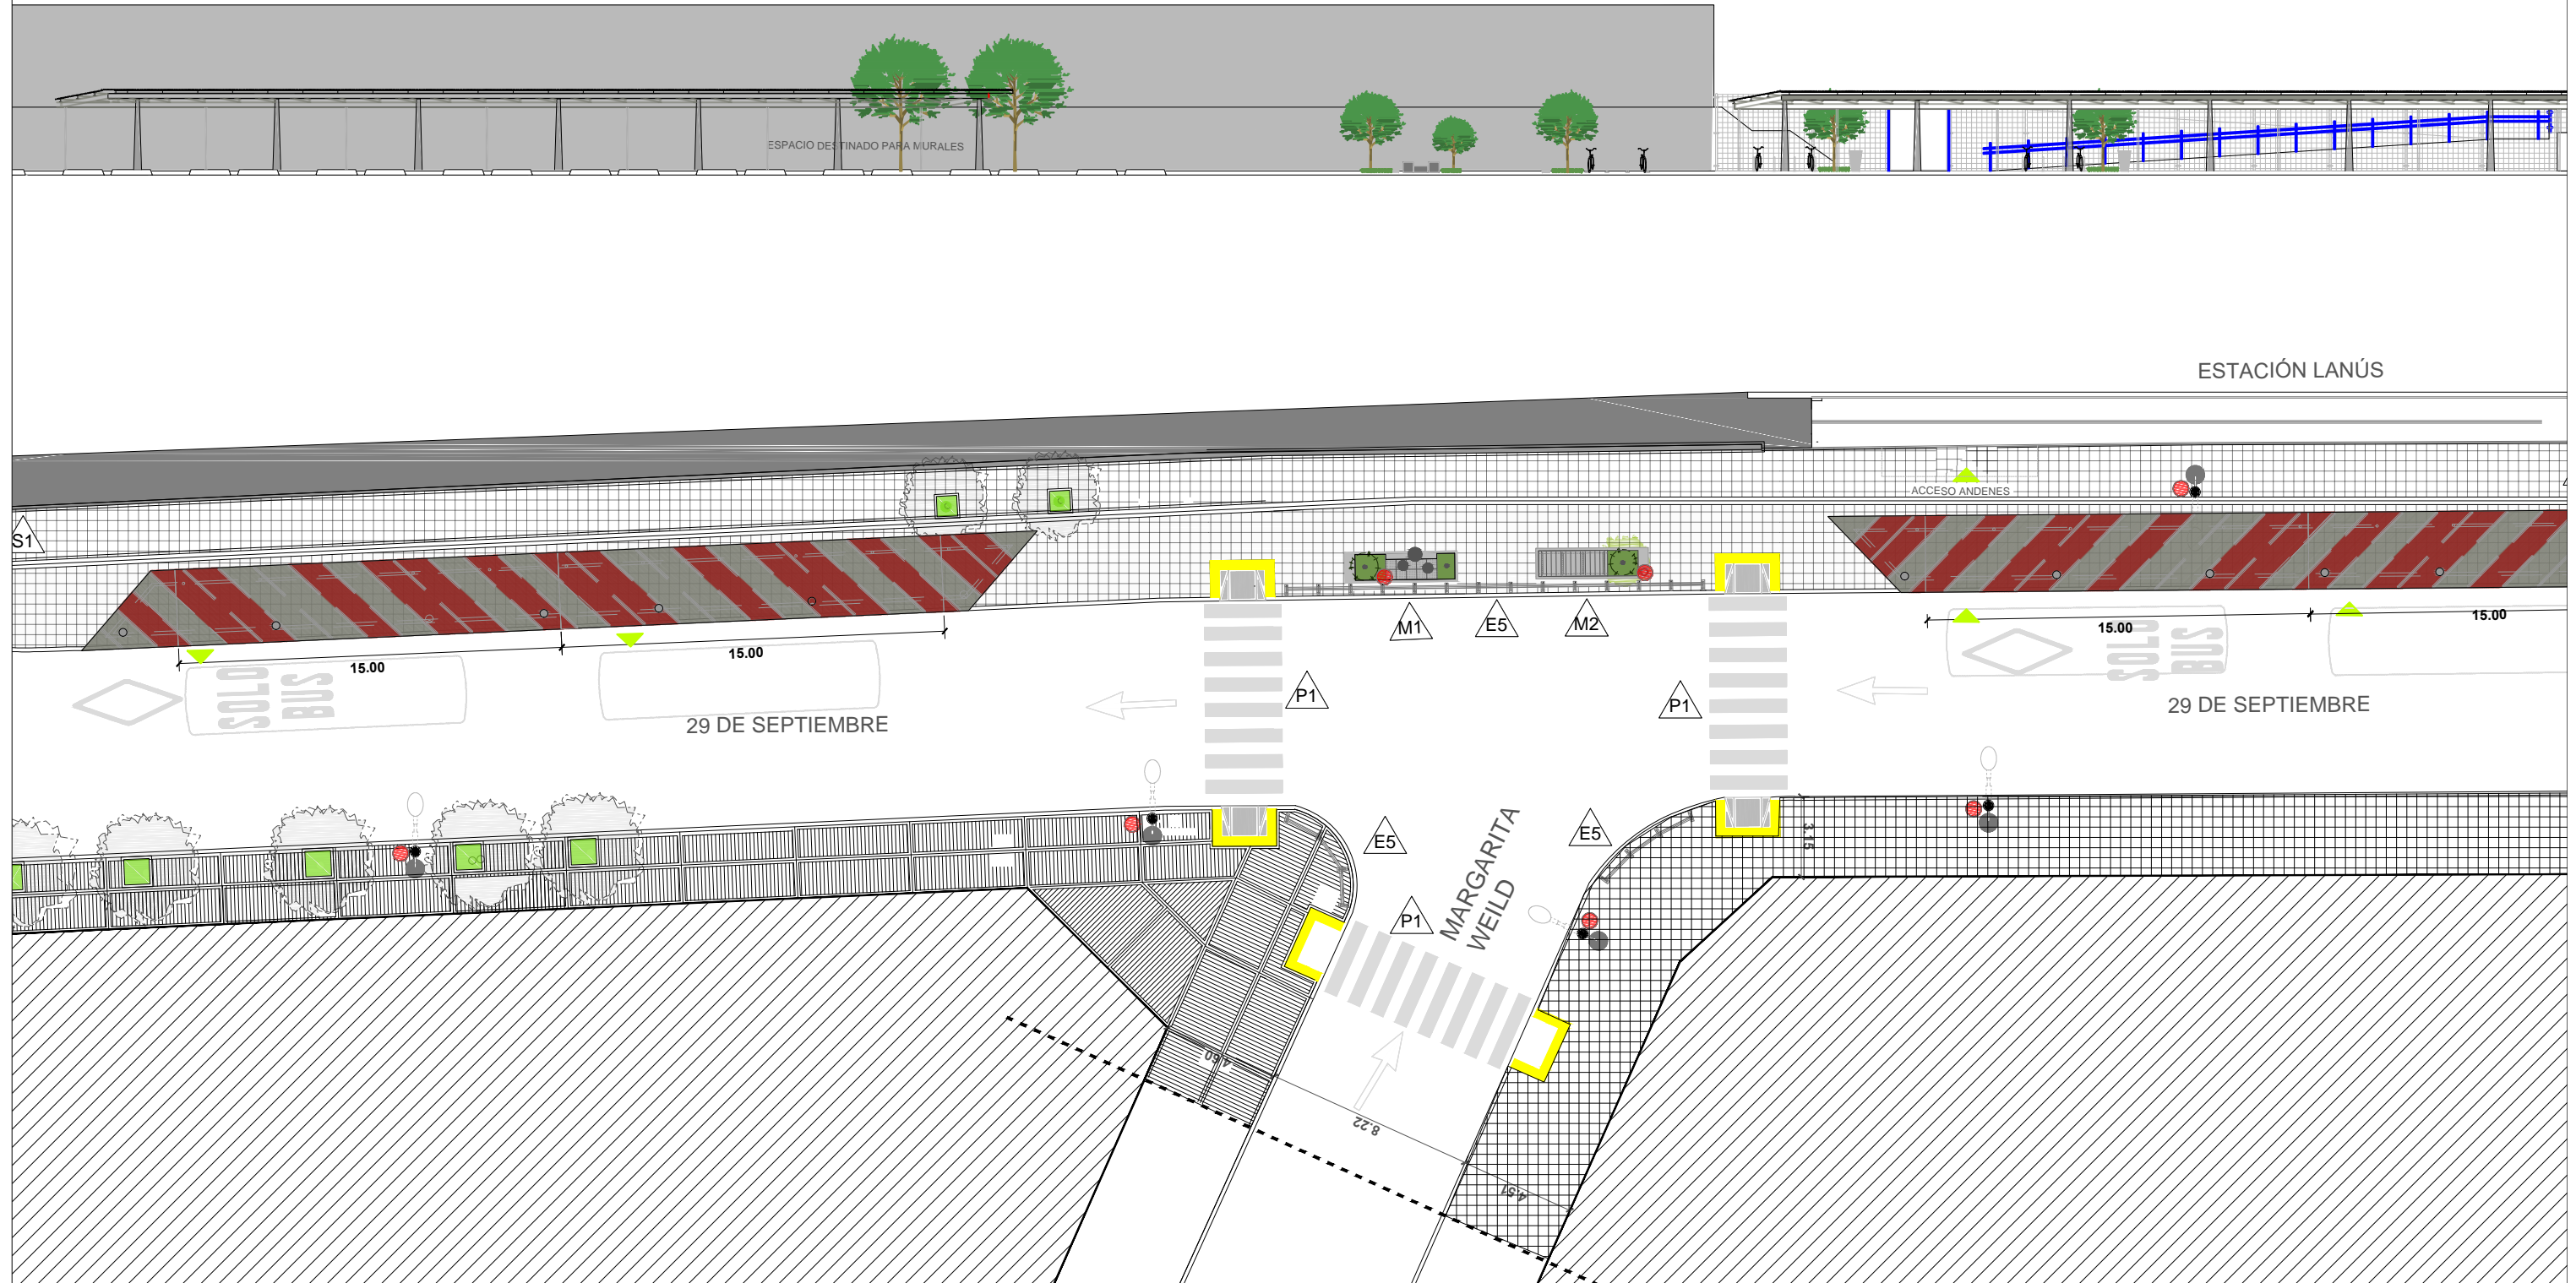 ESPACIO DESTINADO PARA MURALES
ESTACIÓN LANÚS
ACCESO ANDENES
S1
M1
E5
M2
15.00
15.00
15.00
15.00
SOLO
BUS
SOLO
BUS
P1
P1
29 DE SEPTIEMBRE
29 DE SEPTIEMBRE
E5
E5
3.15
MARGARITA
WEILD
P1
4.60
8.22
4.51